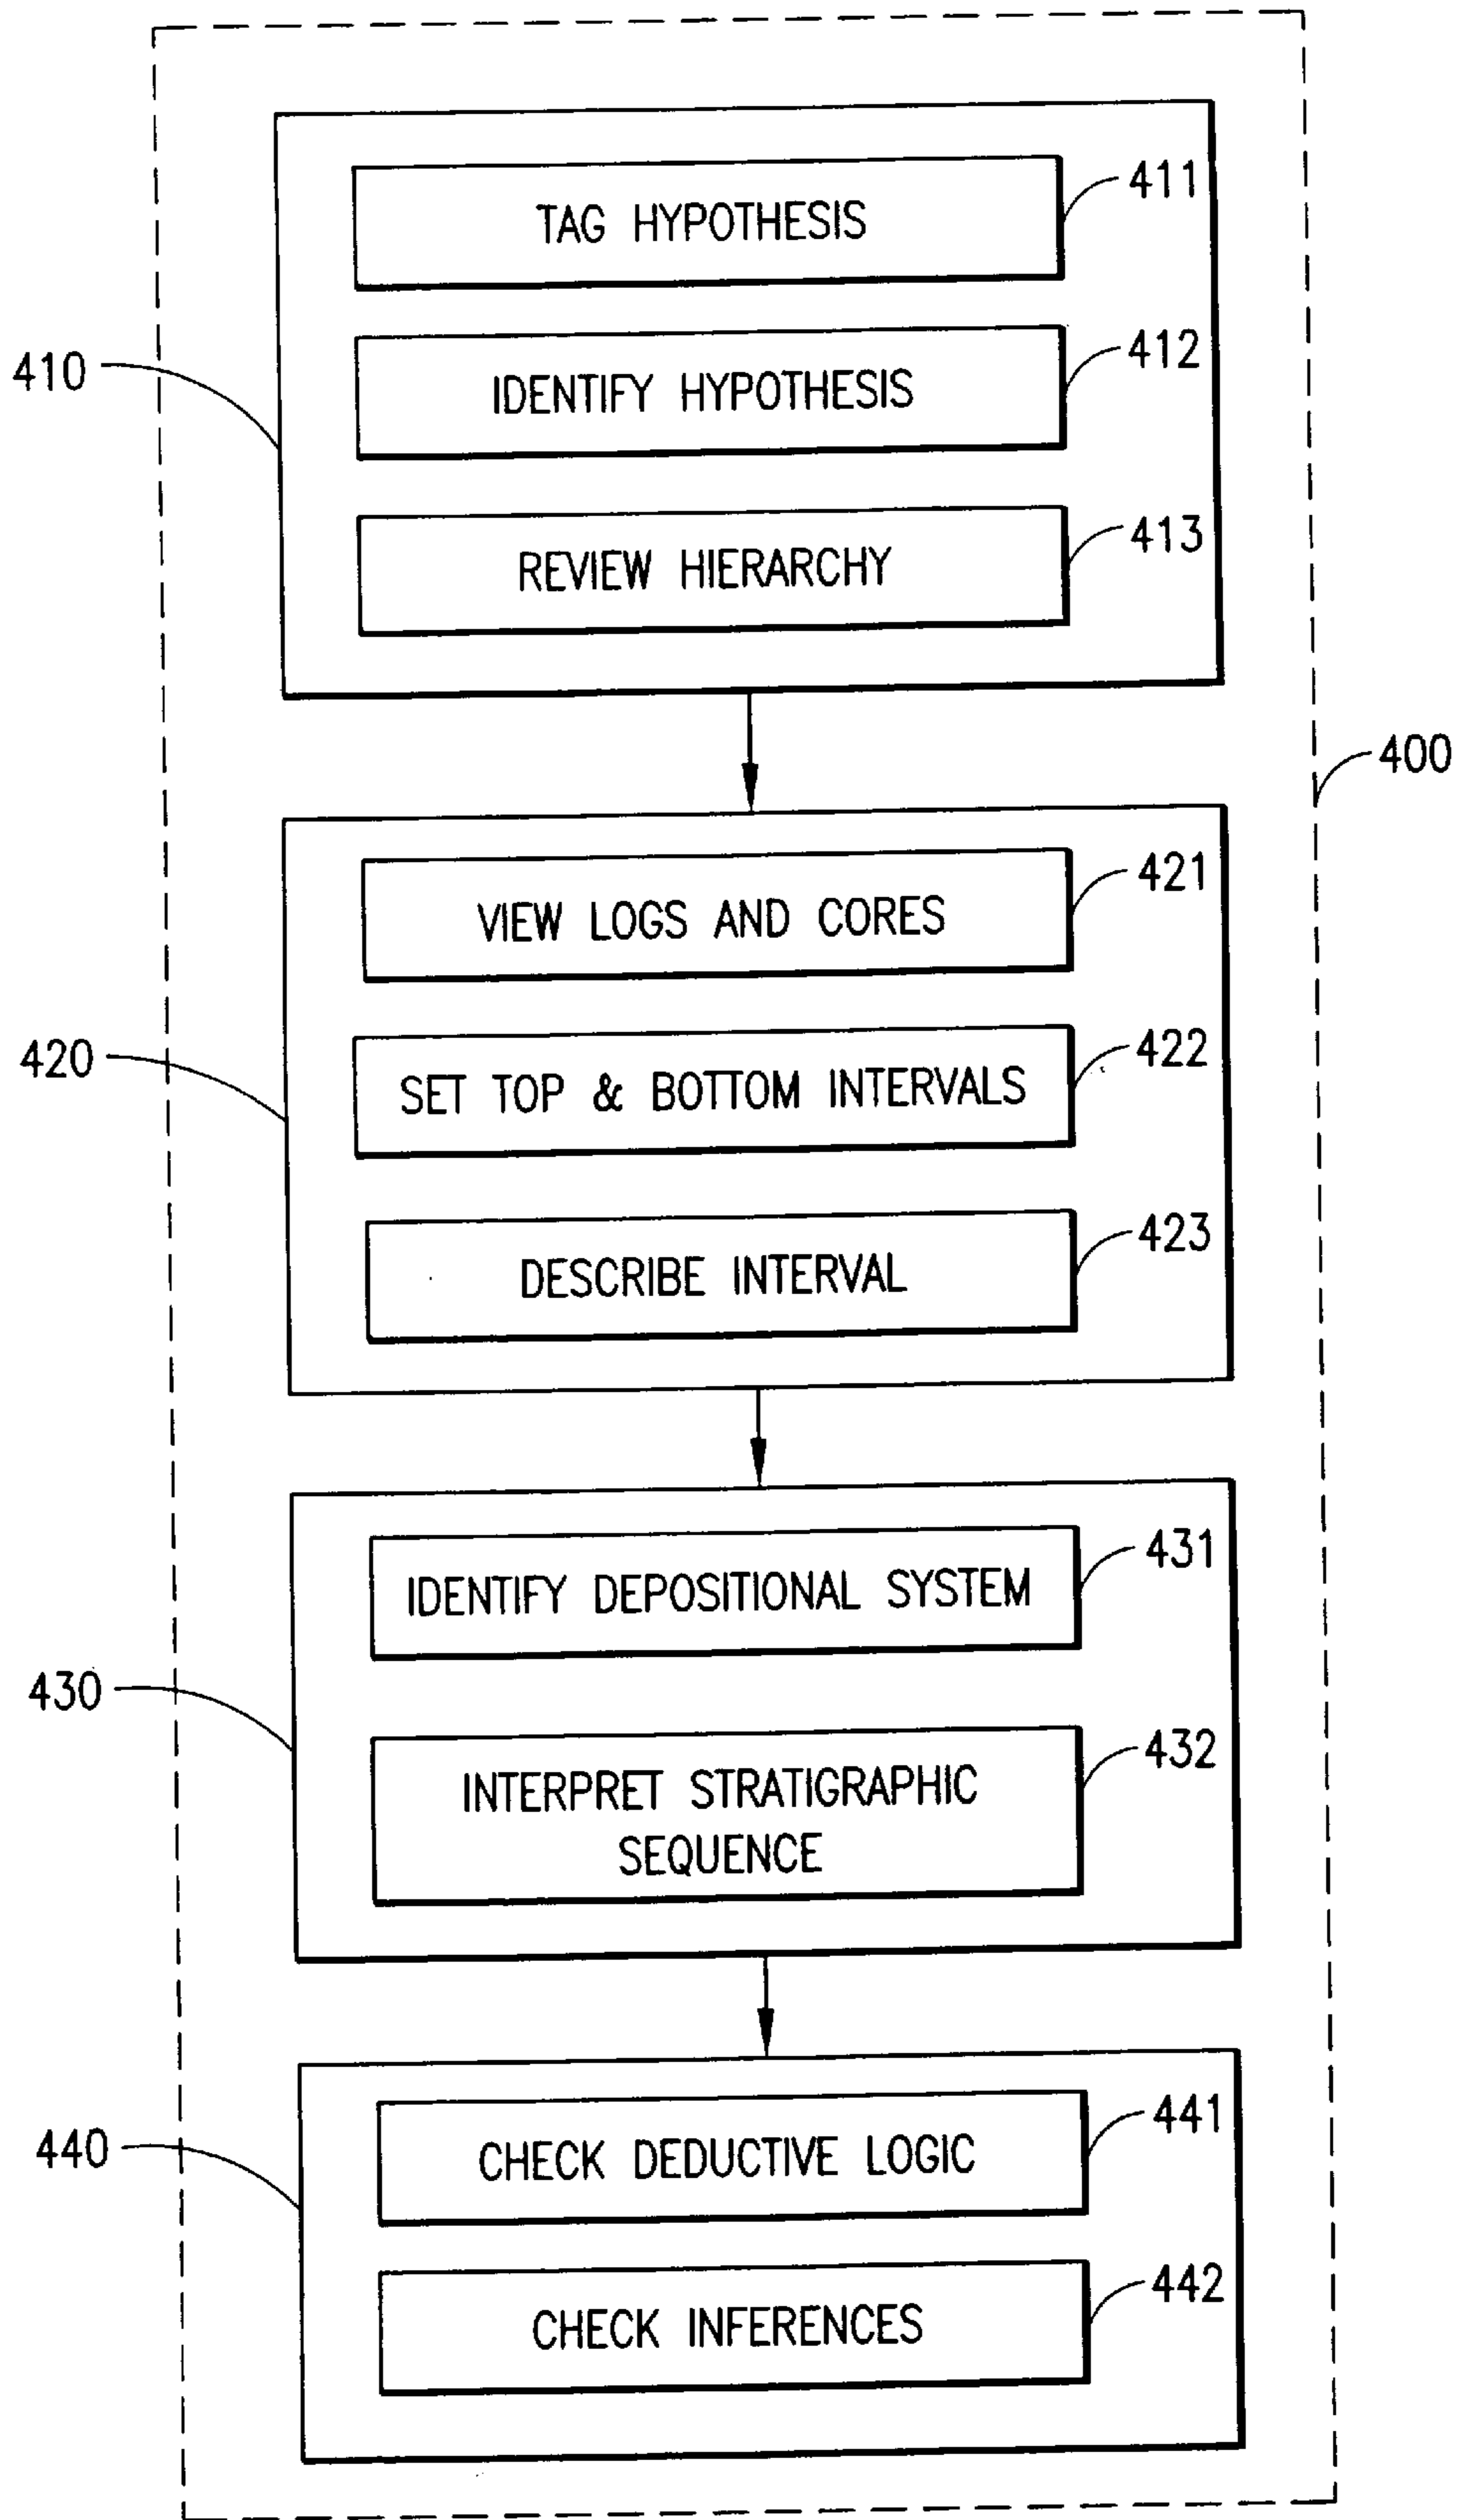 TAG HYPOTHESIS
411
410
IDENTIFY HYPOTHESIS
412
REVIEW HIERARCHY
413
400
VIEW LOGS AND CORES
421
420
SET TOP & BOTTOM INTERVALS
422
DESCRIBE INTERVAL
423
IDENTIFY DEPOSITIONAL SYSTEM
431
430
INTERPRET STRATIGRAPHIC
SEQUENCE
432
CHECK DEDUCTIVE LOGIC
441
440
CHECK INFERENCES
442